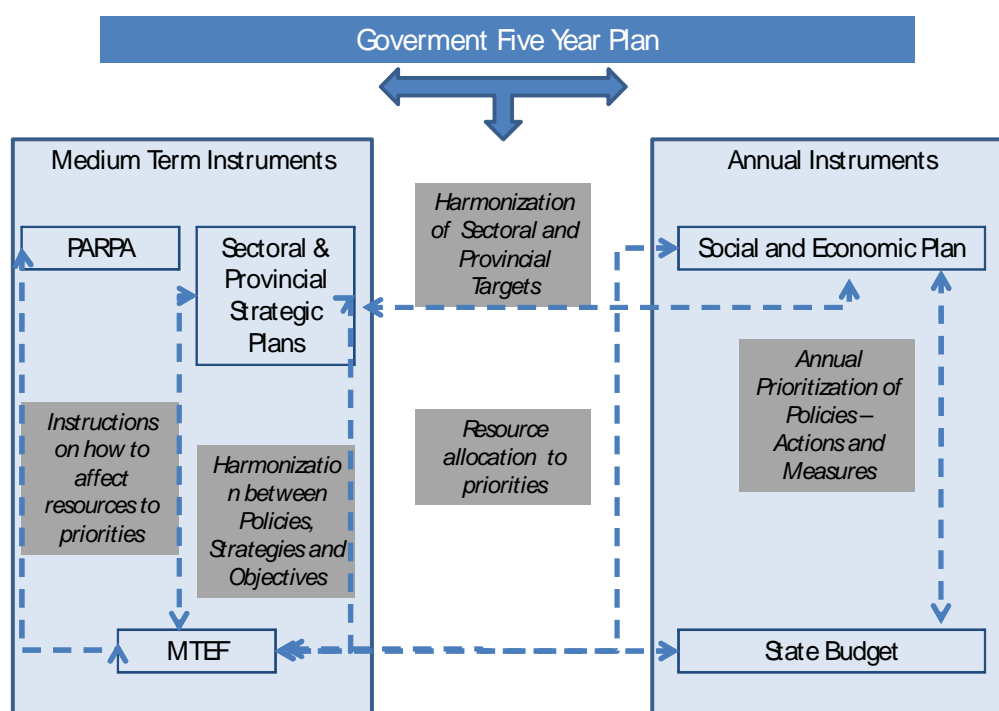 Goverment Five Year Plan
Medium Term Instruments
PARPA
Sectoral &
Provincial
Strategic
Plans
Instructions
on how to
affect
resources to
priorities
Harmonizatio
n between
Policies,
Strategies and
Objectives
MTEF
Harmonization
of Sectoral and
Provincial
Targets
Resource
allocation to
priorities
Annual Instruments
Social and Economic Plan
Annual
Prioritization of
Policies –
Actions and
Measures
State Budget